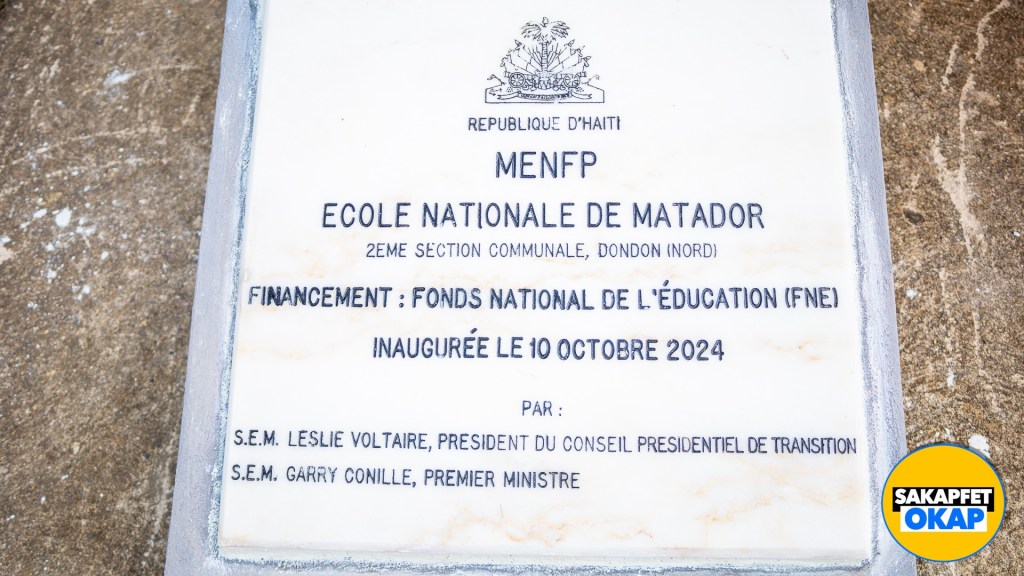 REPUBLIQUE D'HAITI
MENFP
ECOLE NATIONALE DE MATADOR
2EME SECTION COMMUNALE, DONDON (NORD)
FINANCEMENT : FONDS NATIONAL DE L'ÉDUCATION (FNE)
INAUGURÉE LE 10 OCTOBRE 2024
PAR :
S.E.M. LESLIE VOLTAIRE, PRESIDENT DU CONSEIL PRESIDENTIEL DE TRANSITION
S.E.M. GARRY CONILLE, PREMIER MINISTRE
SAKAPFET
OKAP